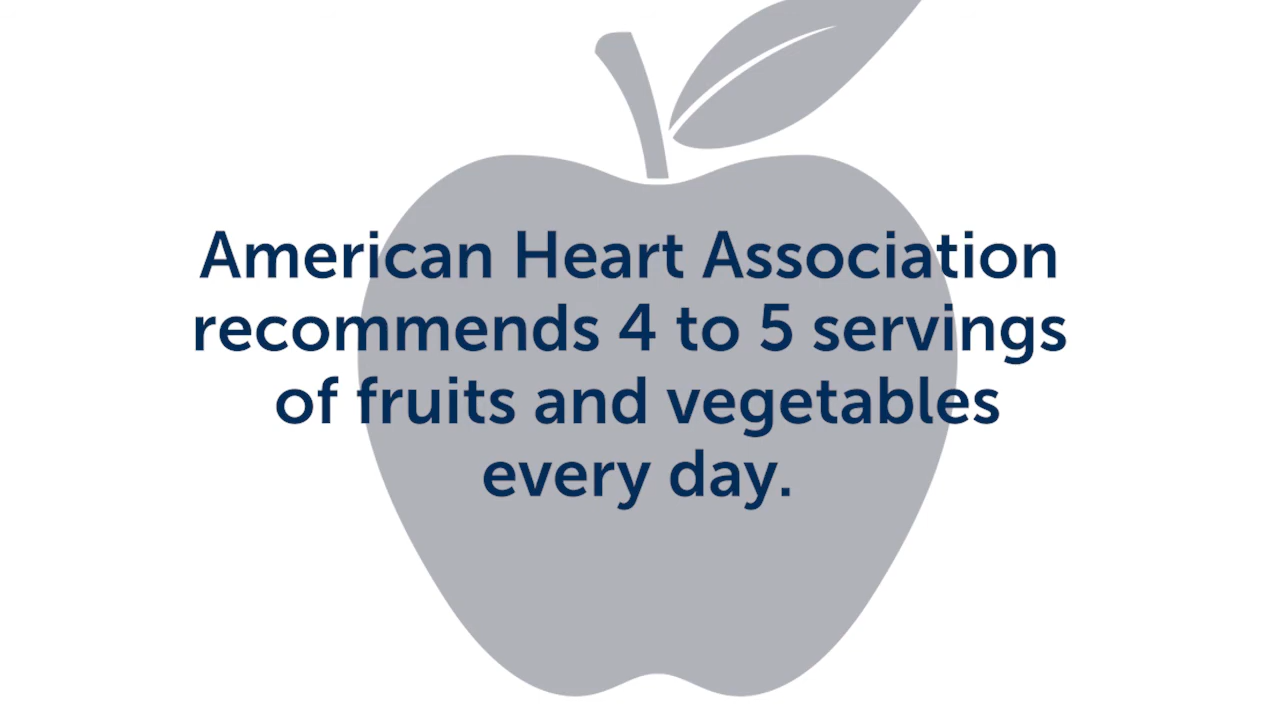 American Heart Association
recommends 4 to 5 servings
of fruits and vegetables
every day.